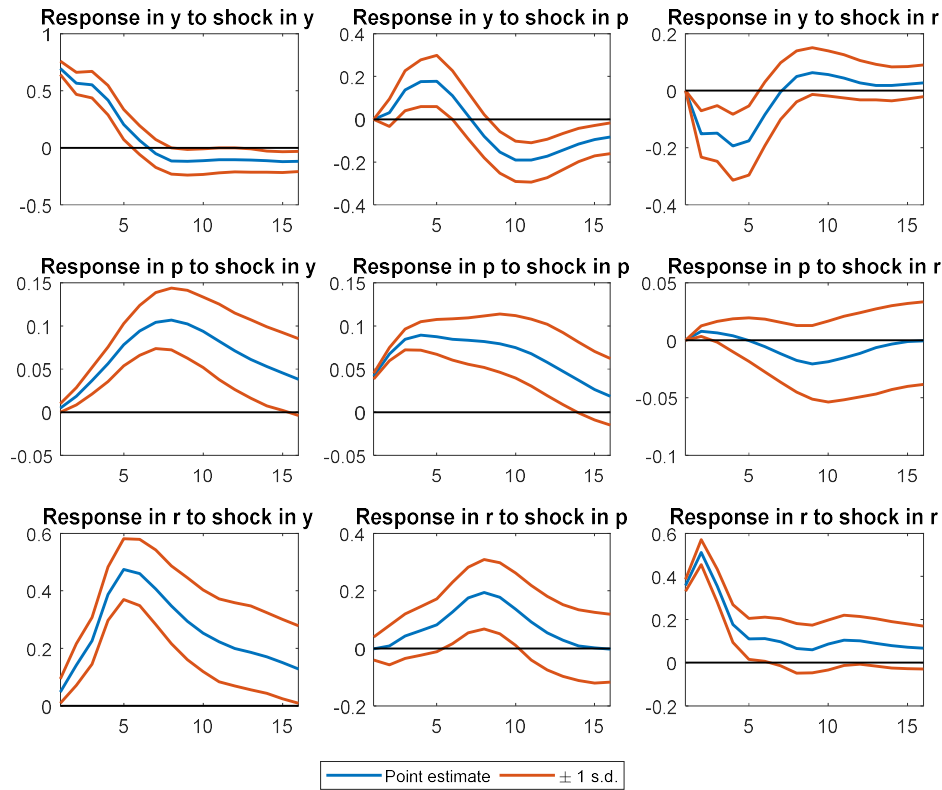 Response in y to shock in y
Response in y to shock in p
Response in y to shock in r
1
0.5
0
-0.5
5 10 15
0.4
0.2
0
-0.2
-0.4
5 10 15
0.2
0
-0.2
-0.4
5 10 15
Response in p to shock in y
Response in p to shock in p
Response in p to shock in r
0.15
0.1
0.05
0
-0.05
5 10 15
0.15
0.1
0.05
0
-0.05
5 10 15
0.05
0
-0.05
-0.1
5 10 15
Response in r to shock in y
Response in r to shock in p
Response in r to shock in r
0.6
0.4
0.2
0
5 10 15
0.4
0.2
0
-0.2
5 10 15
0.6
0.4
0.2
0
-0.2
5 10 15
Point estimate ± 1 s.d.